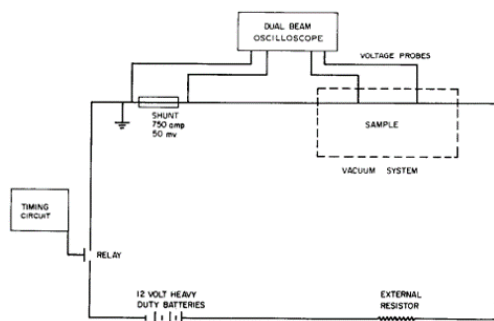 DUAL BEAM
OSCILLOSCOPE
VOLTAGE PROBES
SHUNT
750 amp
50 mv
SAMPLE
VACUUM SYSTEM
TIMING
CIRCUIT
RELAY
12 VOLT HEAVY
DUTY BATTERIES
EXTERNAL
RESISTOR